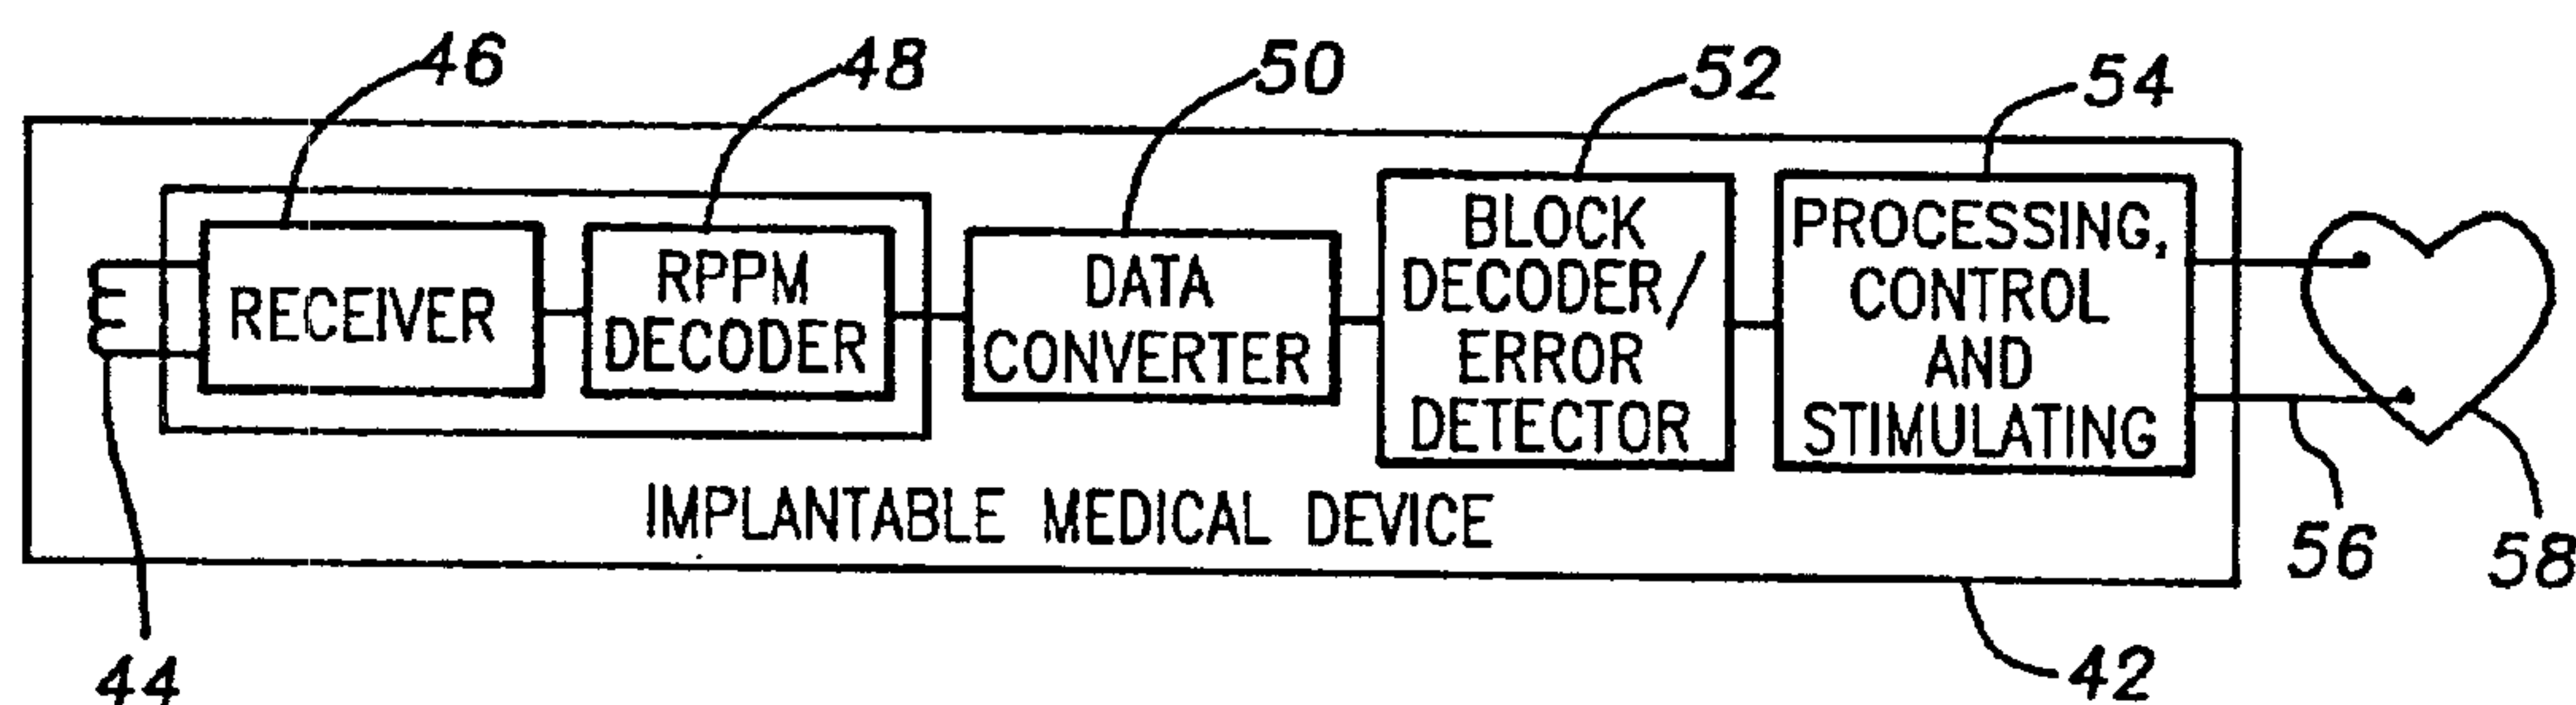 46
48
50
52
54
RECEIVER
RPPM
DECODER
DATA
CONVERTER
BLOCK
DECODER/
ERROR
DETECTOR
PROCESSING,
CONTROL
AND
STIMULATING
IMPLANTABLE MEDICAL DEVICE
44
42
56
58